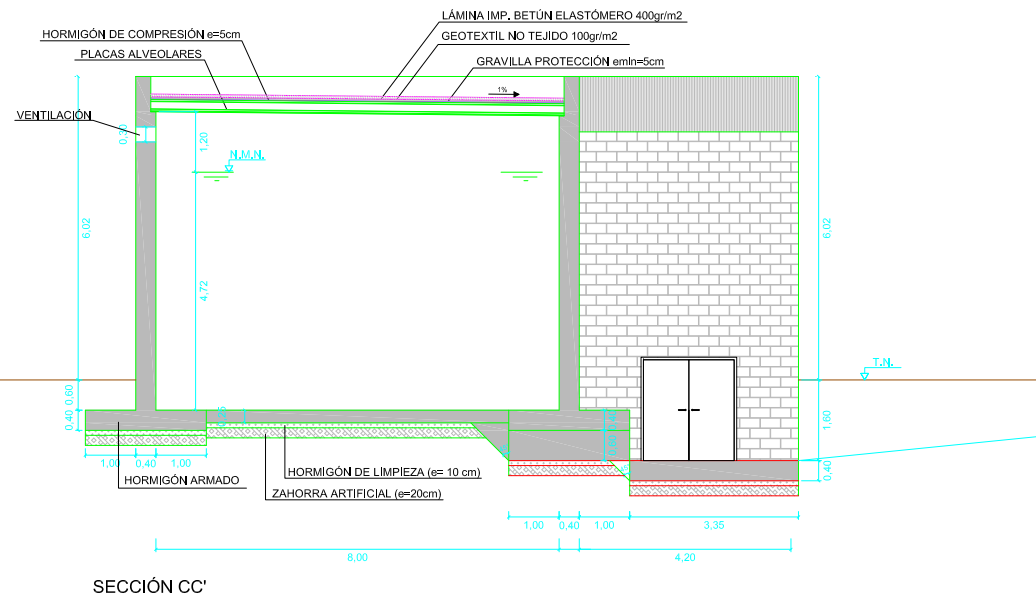 LÁMINA IMP. BETÚN ELASTÓMERO 400gr/m2
HORMIGÓN DE COMPRESIÓN e=5cm
GEOTEXTIL NO TEJIDO 100gr/m2
PLACAS ALVEOLARES
GRAVILLA PROTECCIÓN emin=5cm
1%
VENTILACIÓN
0,30
1,20
N.M.N.
6,02
6,02
4,72
T.N.
0,60
0,40
0,25
1,60
0,40
1,00
0,40
1,00
HORMIGÓN DE LIMPIEZA (e= 10 cm)
HORMIGÓN ARMADO
ZAHORRA ARTIFICIAL (e=20cm)
1,00
0,40
1,00
3.35
8,00
4,20
SECCIÓN CC'